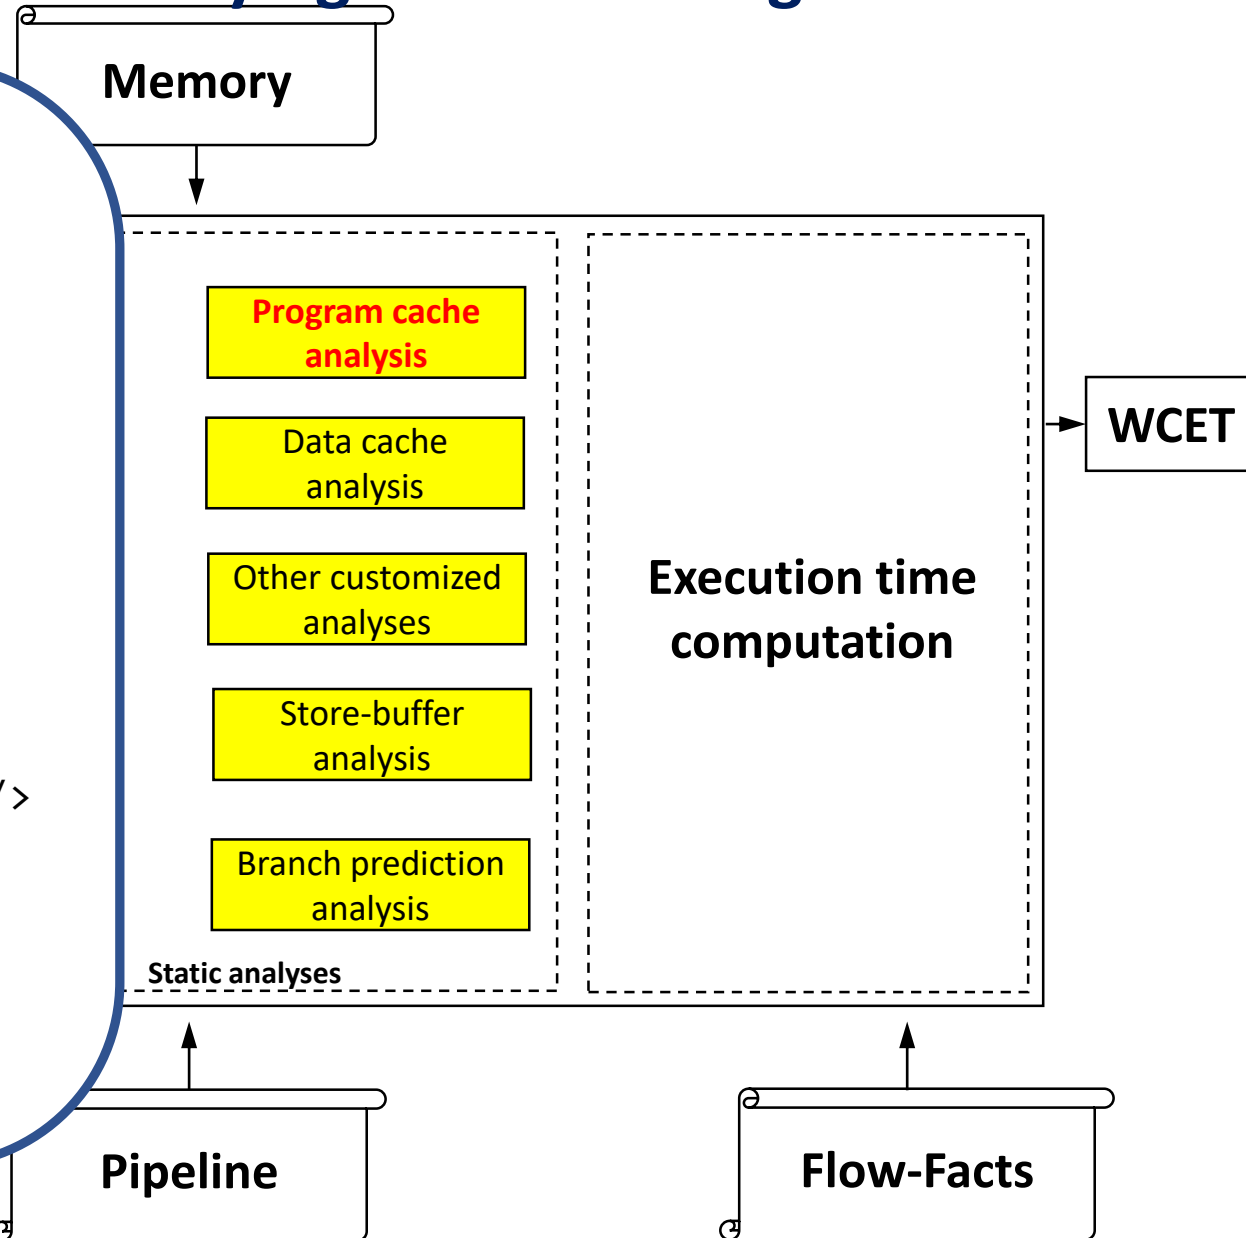 Memory
Program cache
analysis
Data cache
analysis
WCET
Other customized
analyses
Execution time
computation
Store-buffer
analysis
/>
Branch prediction
analysis
Static analyses
Pipeline
Flow-Facts